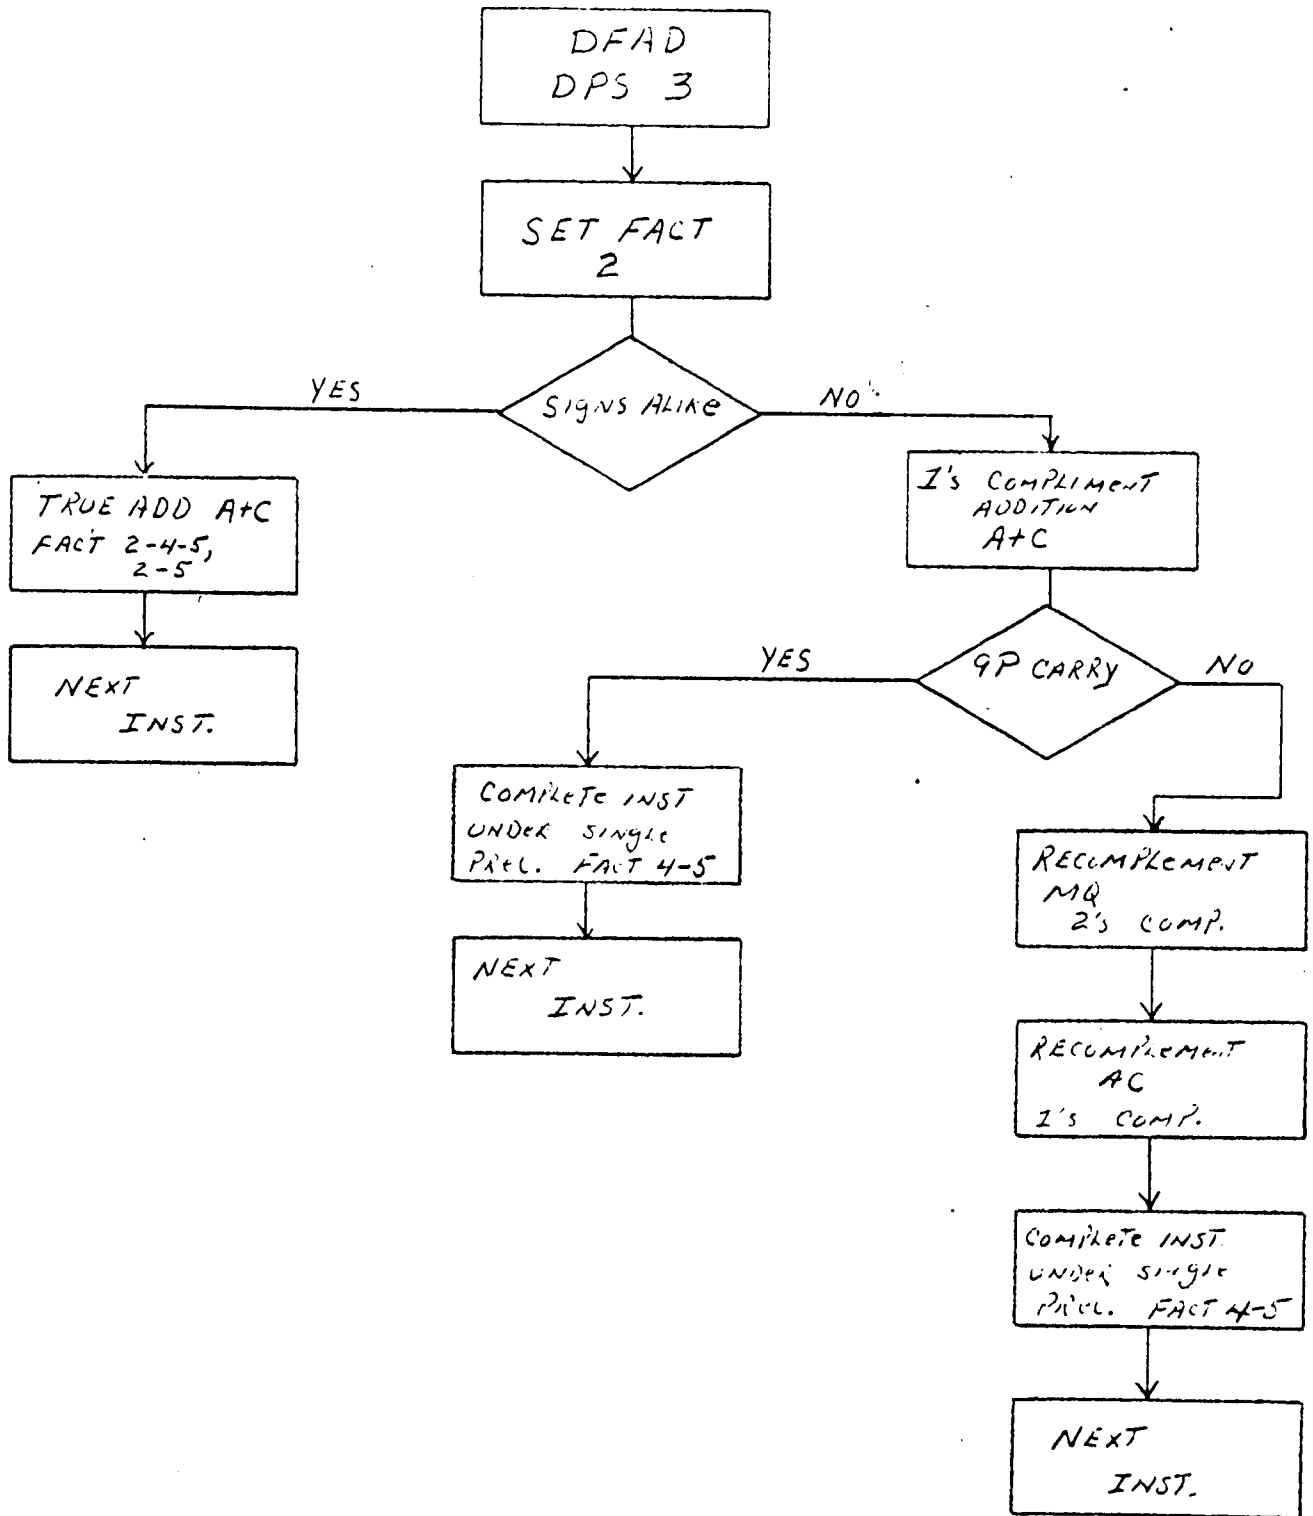 DFAD
DPS 3
SET FACT
2
SIGNS ALIKE
YES
NO
TRUE ADD A+C
FACT 2-4-5,
2-5
NEXT
INST.
1's COMPLIMENT
ADDITION
A+C
9P CARRY
YES
NO
COMPLETE INST
UNDER SINGLE
PREC. FACT 4-5
NEXT
INST.
RECOMPLEMENT
MQ
2's COMP.
RECOMPLEMENT
AC
1's COMP.
COMPLETE INST.
UNDER SINGLE
PREC. FACT 4-5
NEXT
INST.